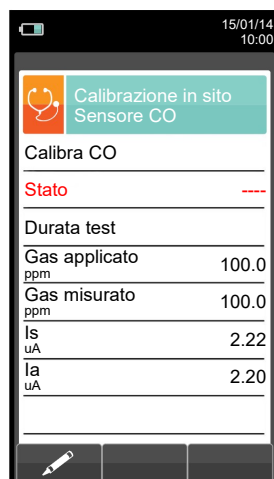 15/01/14
10:00
Calibrazione in sito
Sensore CO
Calibra CO
Stato ----
Durata test
Gas applicato 100.0
ppm
Gas misurato 100.0
ppm
Is 2.22
uA
Ia 2.20
uA